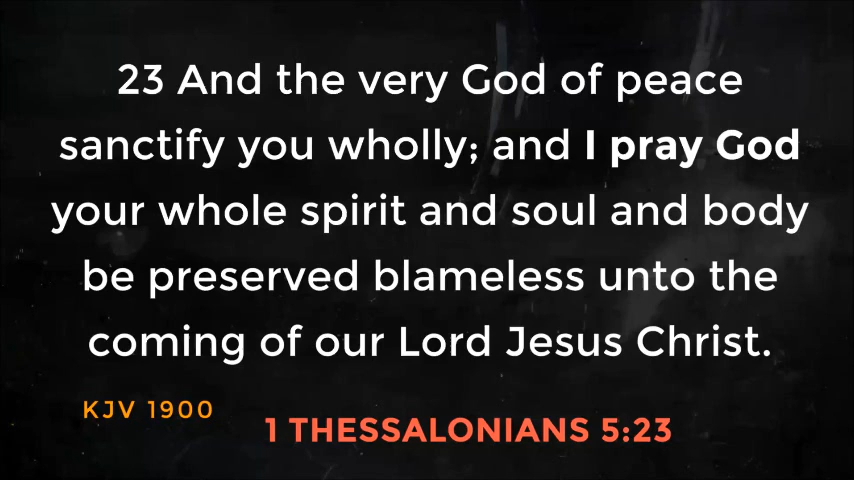 23 And the very God of peace
sanctify you wholly; and I pray God
your whole spirit and soul and body
be preserved blameless unto the
coming of our Lord Jesus Christ.
KJV 1900
1 THESSALONIANS 5:23